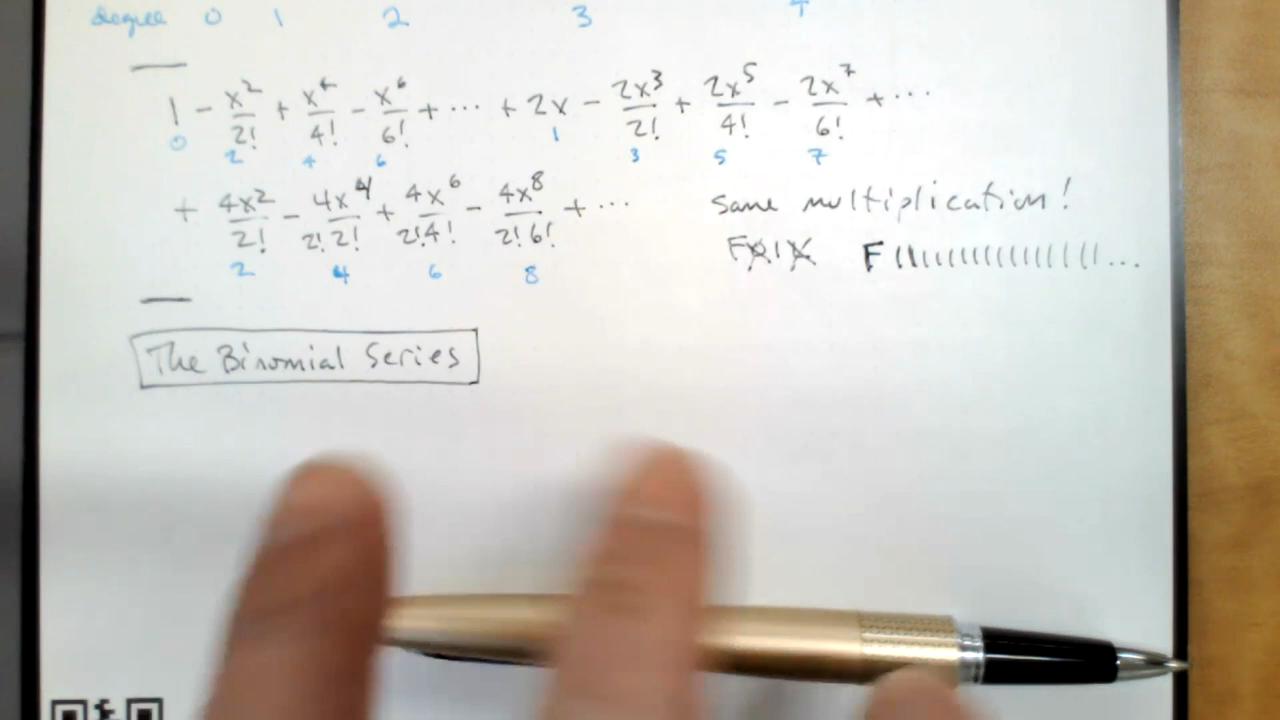 degree 0 1 2 3 4
1 - x²/2! + x⁴/4! - x⁶/6! + ... + 2x - 2x³/2! + 2x⁵/4! - 2x⁷/6! + ...
0 2 4 6 1 3 5 7
+ 4x²/2! - 4x⁴/2!2! + 4x⁶/2!4! - 4x⁸/2!6! + ... same multiplication!
2 4 6 8
The Binomial Series